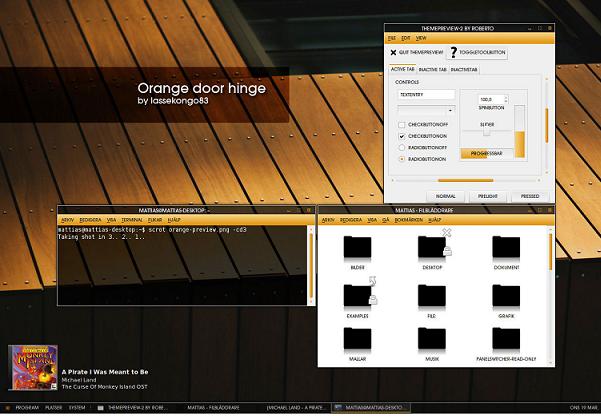 THEMEPREVIEW-2 BY ROBERTO
FILE EDIT VIEW
QUIT THEMEPREVIEW! ? TOGGLETOOLBUTTON
ACTIVE TAB INACTIVE TAB INACTIVETAB
CONTROLS
TEXTENTRY
100,0
SPINBUTTON
CHECKBUTTONOFF
SLIDER
CHECKBUTTONON
RADIOBUTTONOFF
PROGRESSBAR
RADIOBUTTONON
NORMAL PRELIGHT PRESSED
Orange door hinge
by lassekongo83
MATTIAS@MATTIAS-DESKTOP: ~
ARKIV REDIGERA VISA TERMINAL FLIKAR HJÄLP
mattias@mattias-desktop:~$ scrot orange-preview.png -cd3
Taking shot in 3.. 2.. 1..
MATTIAS - FILBLÄDDRARE
ARKIV REDIGERA VISA GÅ BOKMÄRKEN HJÄLP
BILDER DESKTOP DOKUMENT
EXAMPLES FILE GRAFIK
MALLAR MUSIK PANELSWITCHER-READ-ONLY
MONKEY ISLAND
A Pirate I Was Meant to Be
Michael Land
The Curse Of Monkey Island OST
PROGRAM PLATSER SYSTEM THEMEPREVIEW-2 BY ROBE... MATTIAS - FILBLÄDDRARE [MICHAEL LAND - A PIRATE... MATTIAS@MATTIAS-DESKTO... ONS 19 MAR,